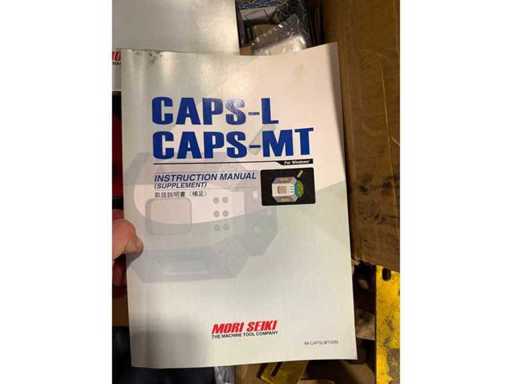 CAPS-L
CAPS-MT
For Windows
INSTRUCTION MANUAL
(SUPPLEMENT)
取扱説明書 (補足)
MORI SEIKI
THE MACHINE TOOL COMPANY